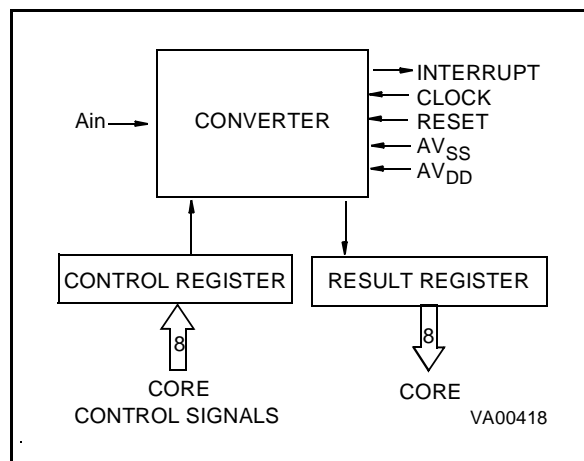 INTERRUPT
CLOCK
Ain
CONVERTER
RESET
AVSS
AVDD
CONTROL REGISTER
RESULT REGISTER
8
8
CORE
CONTROL SIGNALS
CORE
VA00418